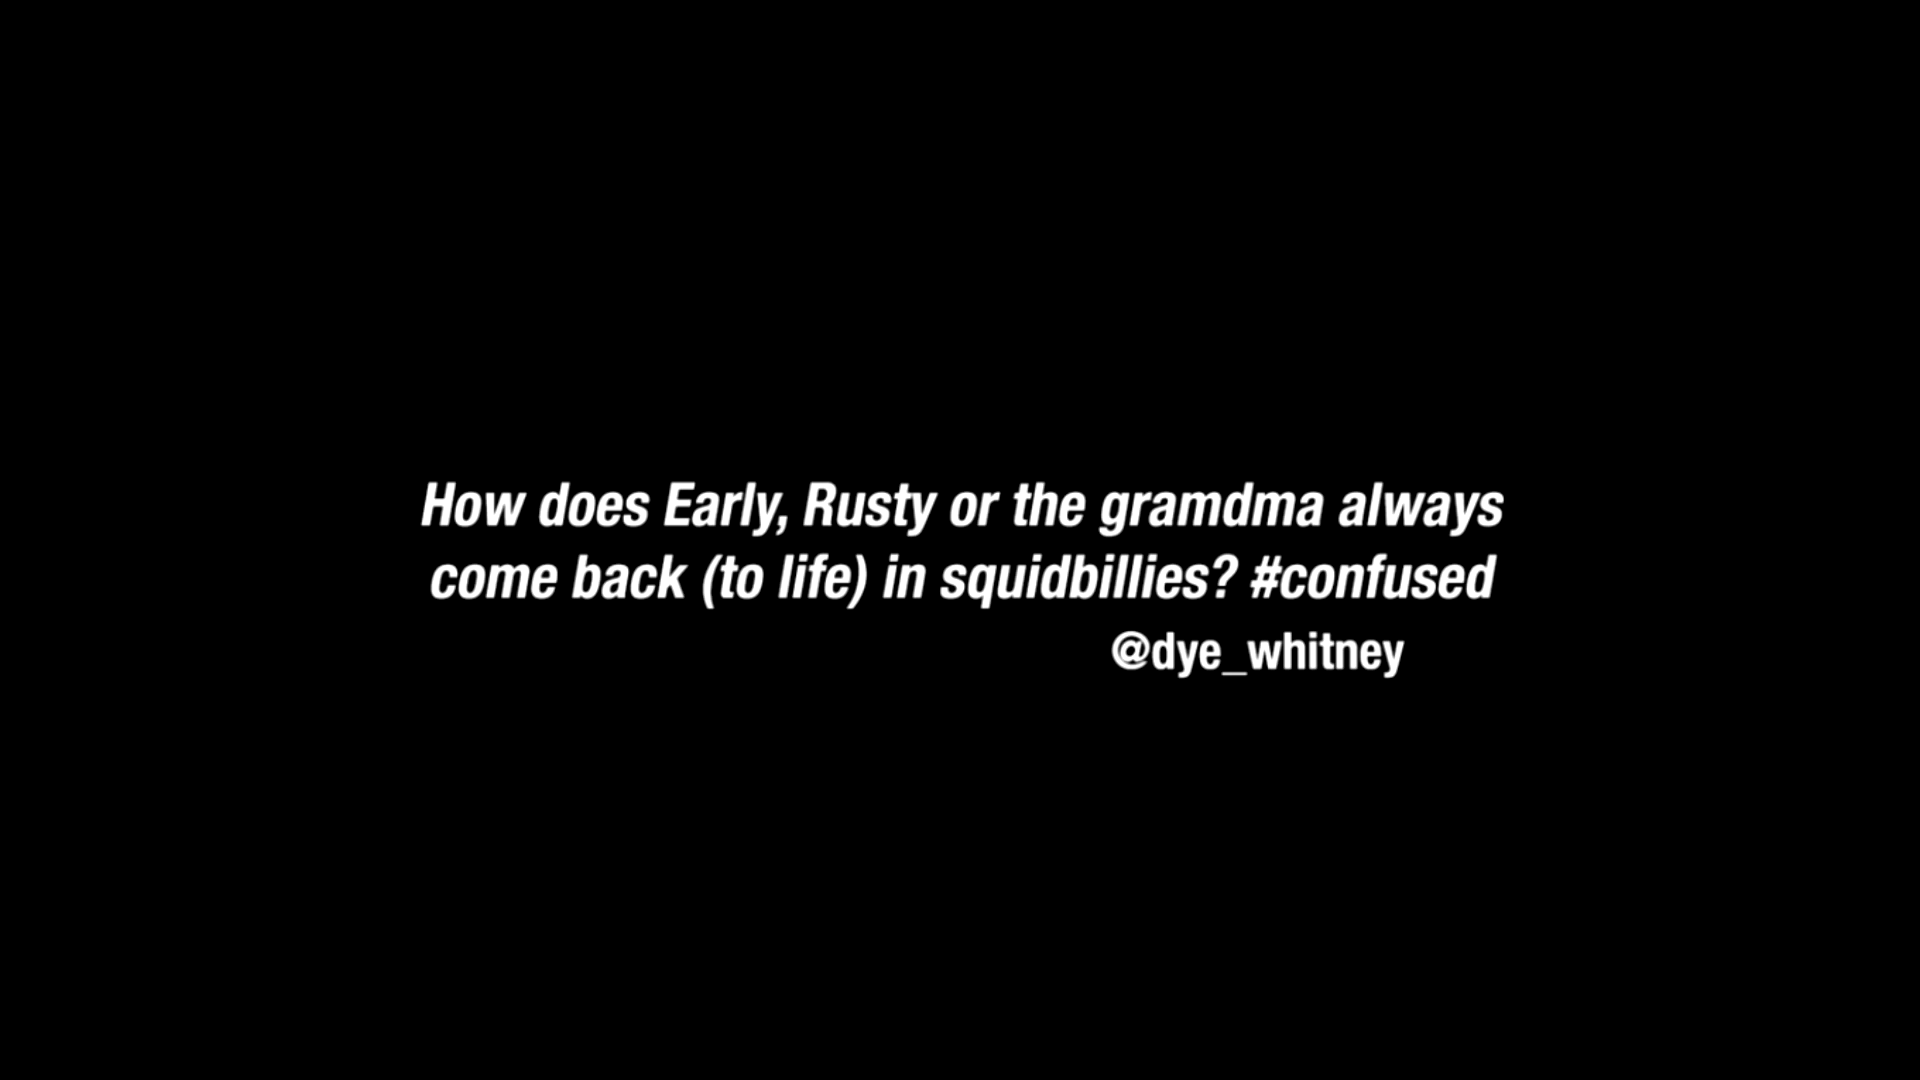 How does Early, Rusty or the gramdma always
come back (to life) in squidbillies? #confused
@dye_whitney